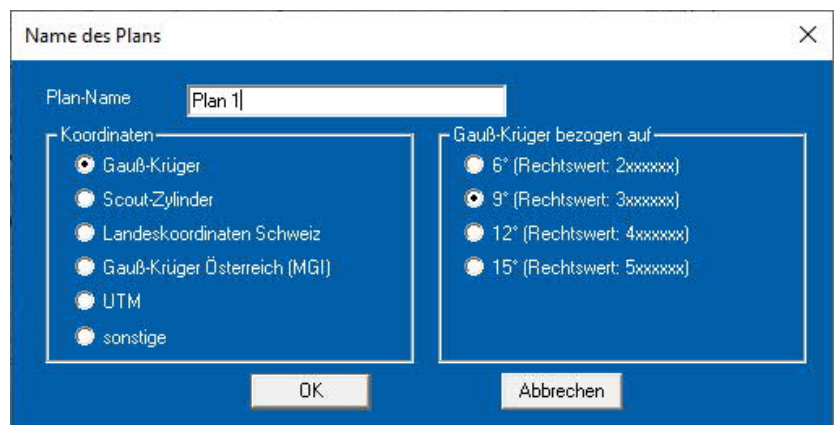 Name des Plans
Plan-Name
Plan 1
Koordinaten
Gauß-Krüger
Scout-Zylinder
Landeskoordinaten Schweiz
Gauß-Krüger Österreich (MGI)
UTM
sonstige
Gauß-Krüger bezogen auf
6° (Rechtswert: 2xxxxxx)
9° (Rechtswert: 3xxxxxx)
12° (Rechtswert: 4xxxxxx)
15° (Rechtswert: 5xxxxxx)
OK
Abbrechen